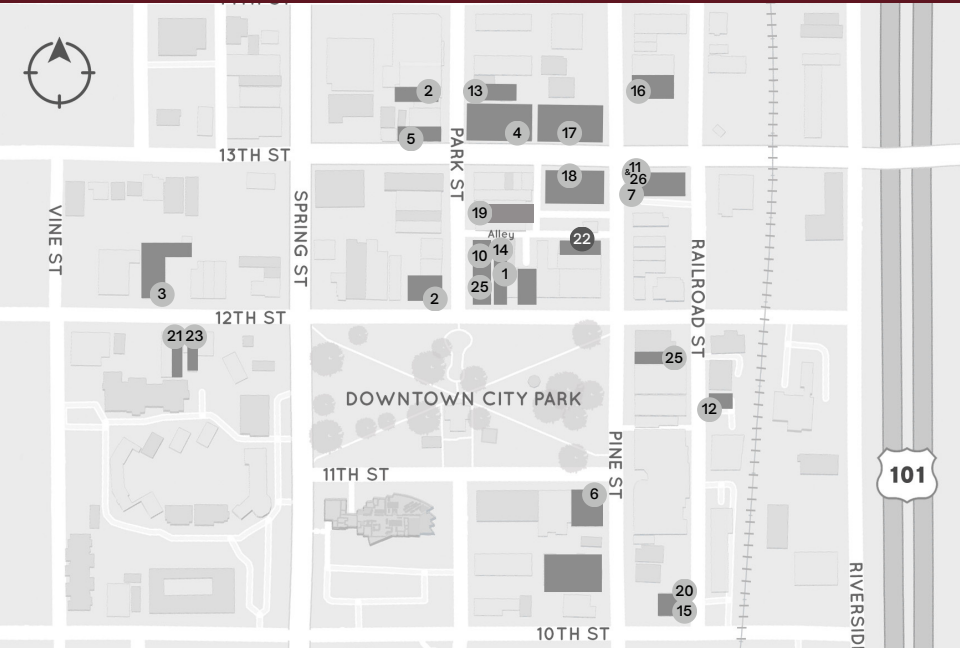 2
13
16
5
4
17
13TH ST
PARK ST
18
11
&
26
7
19
Alley
22
10
14
1
25
VINE ST
SPRING ST
RAILROAD ST
3
2
12TH ST
21
23
25
DOWNTOWN CITY PARK
12
PINE ST
11TH ST
101
6
20
15
10TH ST